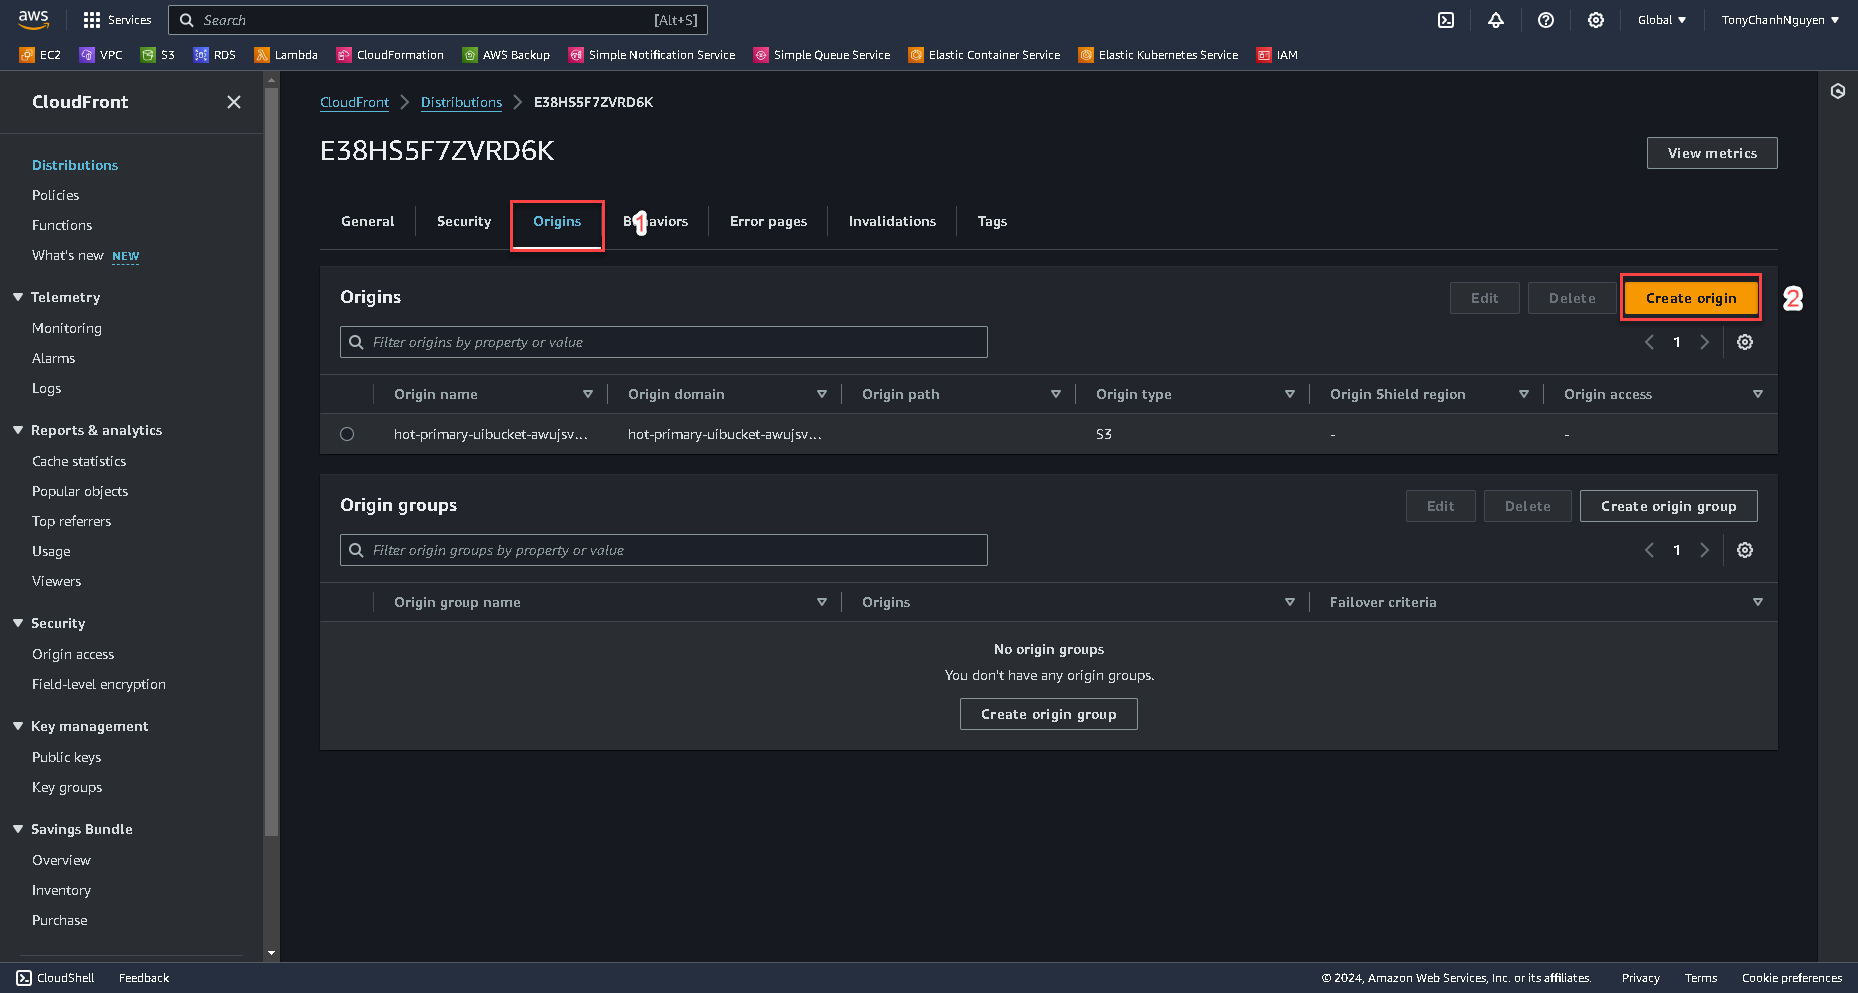 aws Services Search [Alt+S] Global TonyChanhNguyen
EC2 VPC S3 RDS Lambda CloudFormation AWS Backup Simple Notification Service Simple Queue Service Elastic Container Service Elastic Kubernetes Service IAM
CloudFront
Distributions
Policies
Functions
What's new NEW
Telemetry
Monitoring
Alarms
Logs
Reports & analytics
Cache statistics
Popular objects
Top referrers
Usage
Viewers
Security
Origin access
Field-level encryption
Key management
Public keys
Key groups
Savings Bundle
Overview
Inventory
Purchase
CloudFront Distributions E38HS5F7ZVRD6K
E38HS5F7ZVRD6K
View metrics
General Security Origins 1 Behaviors Error pages Invalidations Tags
Origins Edit Delete Create origin 2
Filter origins by property or value 1
Origin name Origin domain Origin path Origin type Origin Shield region Origin access
hot-primary-uibucket-awujsv... hot-primary-uibucket-awujsv... S3 - -
Origin groups Edit Delete Create origin group
Filter origin groups by property or value 1
Origin group name Origins Failover criteria
No origin groups
You don't have any origin groups.
Create origin group
CloudShell Feedback © 2024, Amazon Web Services, Inc. or its affiliates. Privacy Terms Cookie preferences